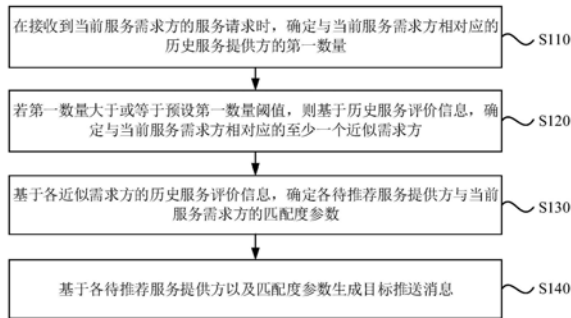 在接收到当前服务需求方的服务请求时，确定与当前服务需求方相对应的
历史服务提供方的第一数量
S110
若第一数量大于或等于预设第一数量阈值，则基于历史服务评价信息，确
定与当前服务需求方相对应的至少一个近似需求方
S120
基于各近似需求方的历史服务评价信息，确定各待推荐服务提供方与当前
服务需求方的匹配度参数
S130
基于各待推荐服务提供方以及匹配度参数生成目标推送消息
S140